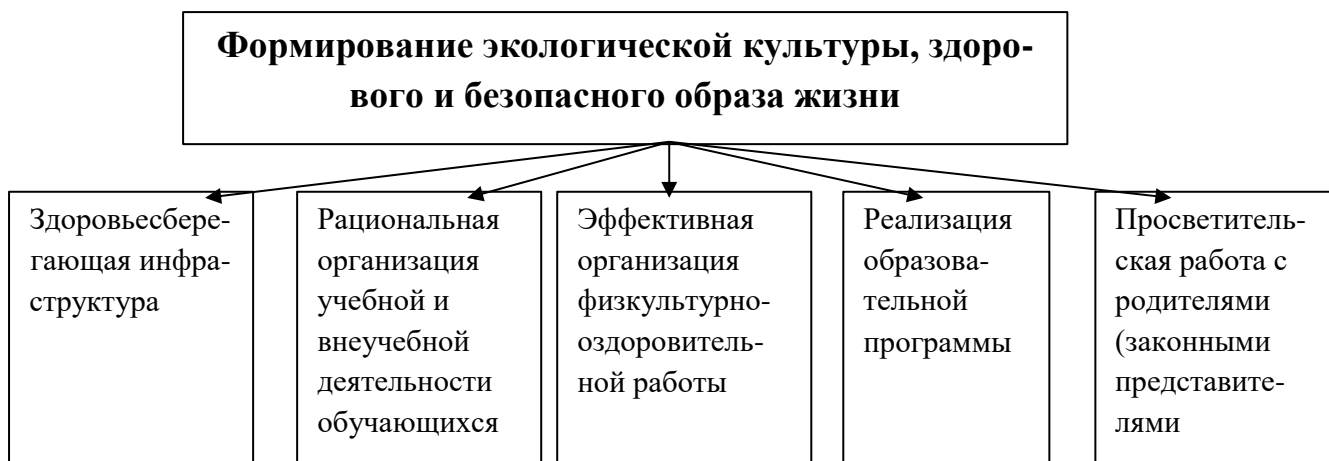 Формирование экологической культуры, здоро-
вого и безопасного образа жизни
Здоровьесбере-
гающая инфра-
структура
Рациональная
организация
учебной и
внеучебной
деятельности
обучающихся
Эффективная
организация
физкультурно-
оздоровитель-
ной работы
Реализация
образова-
тельной
программы
Просветитель-
ская работа с
родителями
(законными
представите-
лями